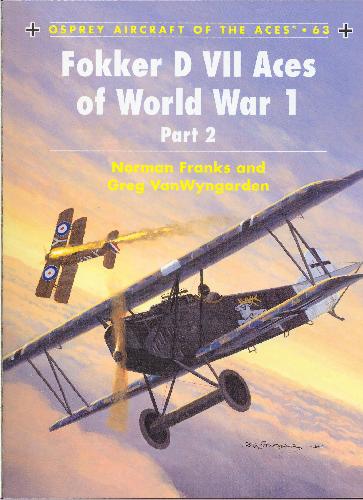 OSPREY AIRCRAFT OF THE ACES • 63
Fokker D VII Aces
of World War 1
Part 2
Norman Franks and
Greg VanWyngarden